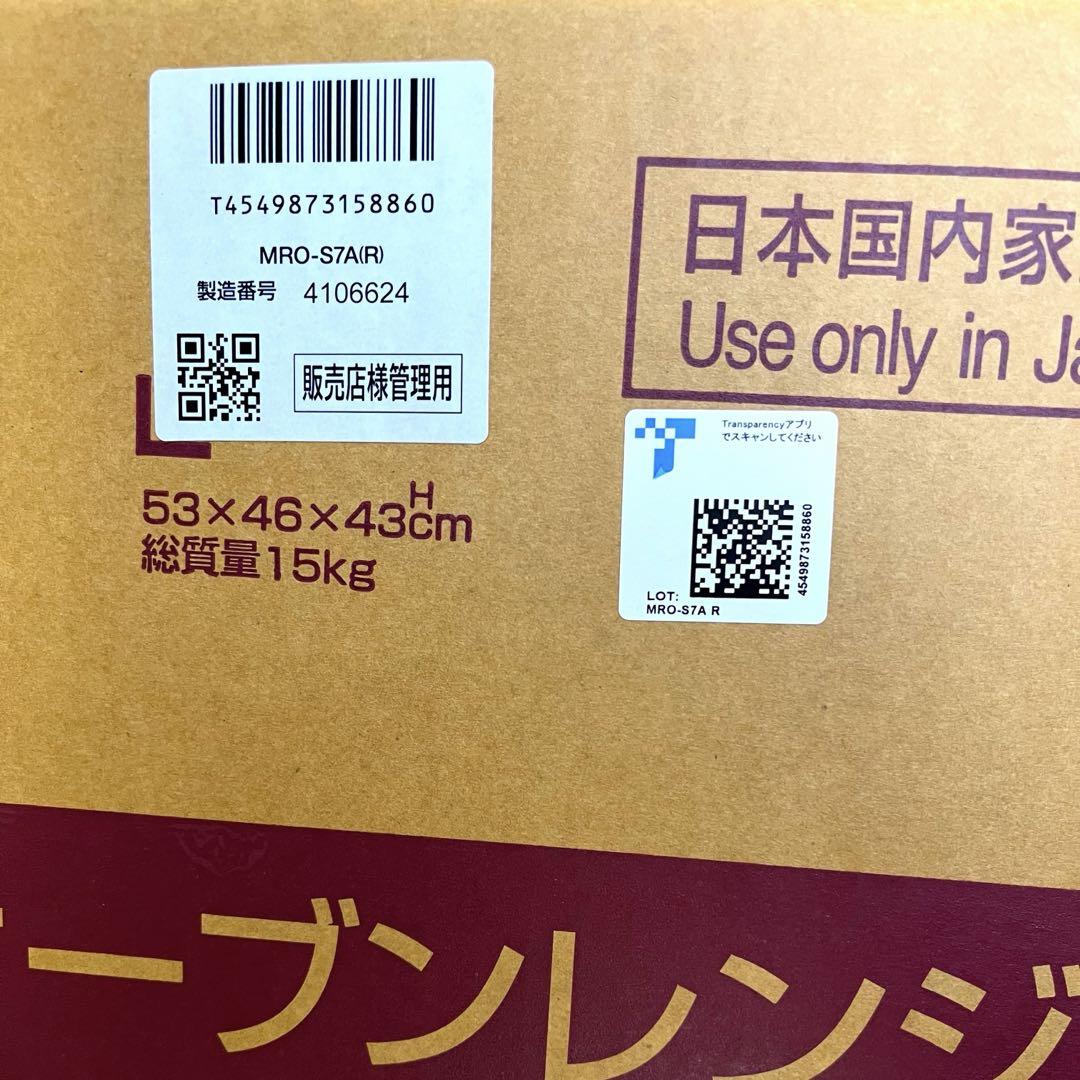 T4549873158860
MRO-S7A(R)
製造番号 4106624
販売店様管理用
日本国内家
Use only in Ja
53×46×43cm
H
総質量15kg
Transparencyアプリ
でスキャンしてください
4549873158860
LOT:
MRO-S7A R
オーブンレンジ